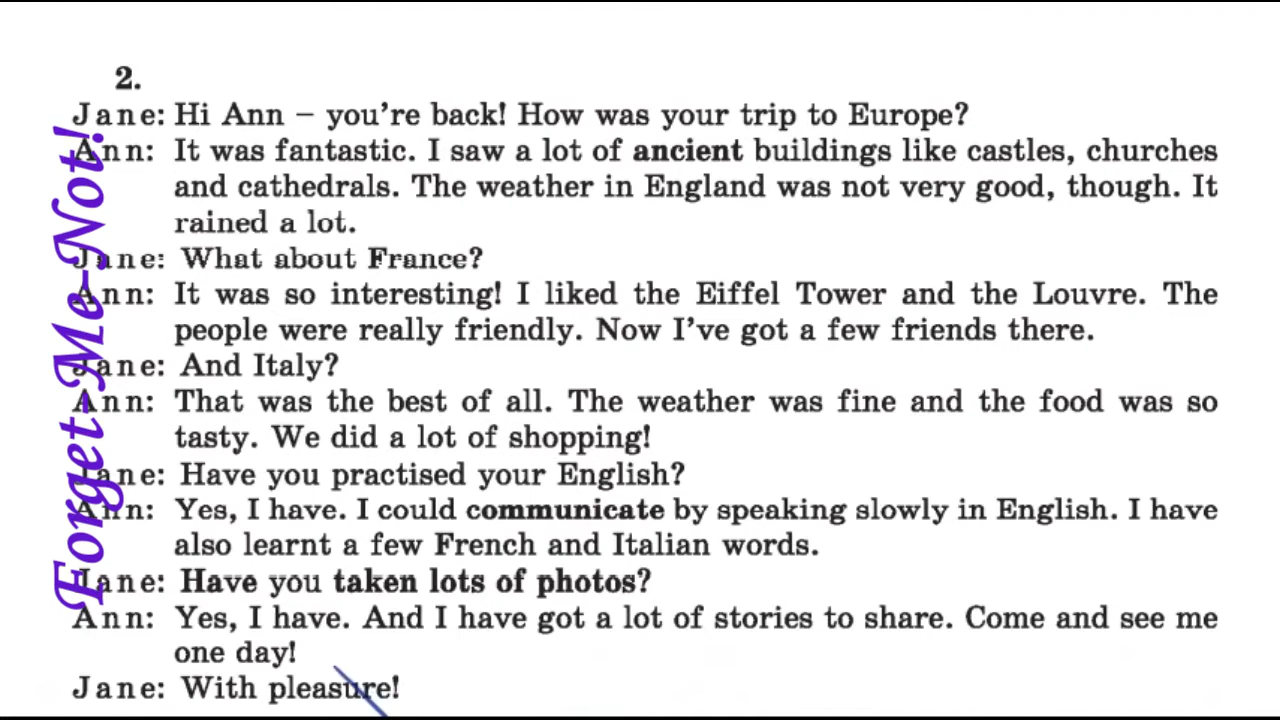 2.
Jane: Hi Ann – you're back! How was your trip to Europe?
Ann: It was fantastic. I saw a lot of ancient buildings like castles, churches
and cathedrals. The weather in England was not very good, though. It
rained a lot.
Jane: What about France?
Ann: It was so interesting! I liked the Eiffel Tower and the Louvre. The
people were really friendly. Now I've got a few friends there.
Jane: And Italy?
Ann: That was the best of all. The weather was fine and the food was so
tasty. We did a lot of shopping!
Jane: Have you practised your English?
Ann: Yes, I have. I could communicate by speaking slowly in English. I have
also learnt a few French and Italian words.
Jane: Have you taken lots of photos?
Ann: Yes, I have. And I have got a lot of stories to share. Come and see me
one day!
Jane: With pleasure!
Forget-Me-Not!